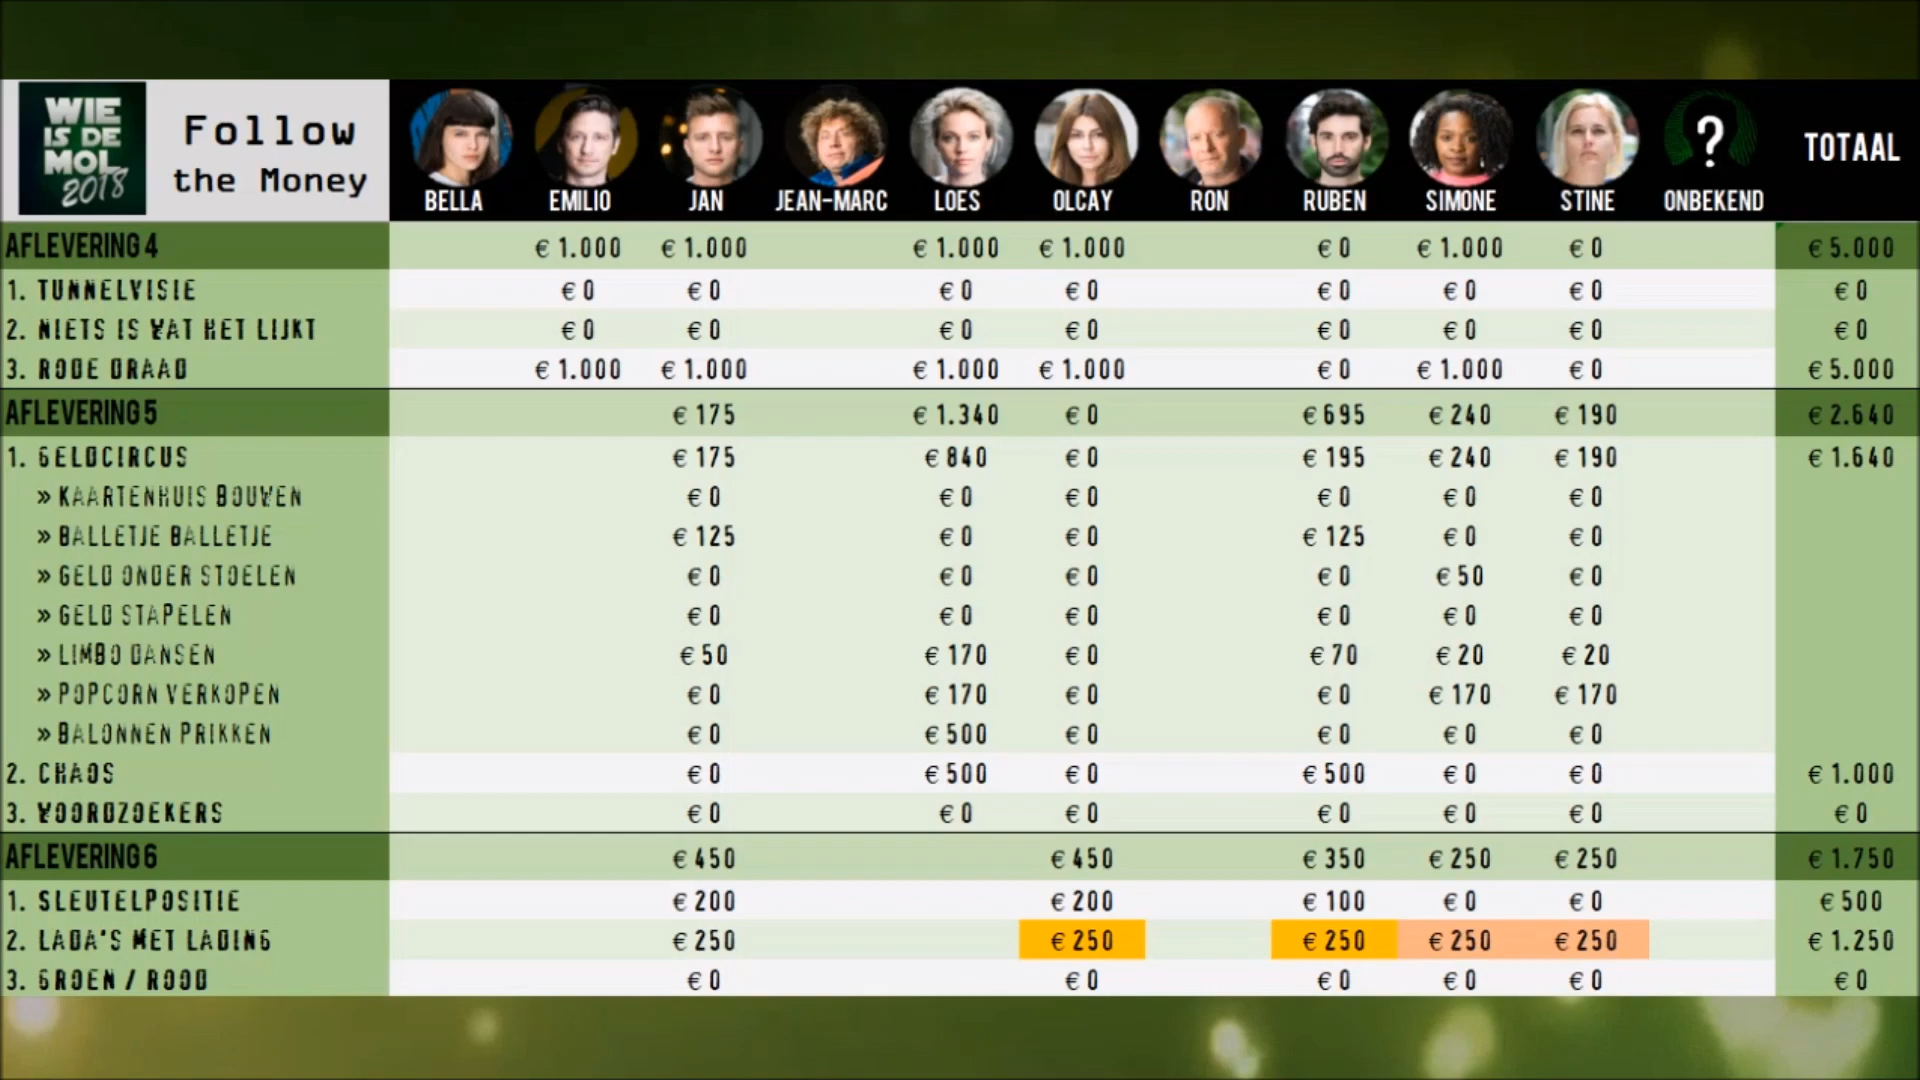 WIE
IS DE
MOL
2018
Follow
the Money
BELLA EMILIO JAN JEAN-MARC LOES OLCAY RON RUBEN SIMONE STINE ONBEKEND TOTAAL
?
AFLEVERING 4 € 1.000 € 1.000 € 1.000 € 1.000 € 0 € 1.000 € 0 € 5.000
1. TUNNELVISIE € 0 € 0 € 0 € 0 € 0 € 0 € 0 € 0
2. NIETS IS WAT HET LIJKT € 0 € 0 € 0 € 0 € 0 € 0 € 0 € 0
3. RODE DRAAD € 1.000 € 1.000 € 1.000 € 1.000 € 0 € 1.000 € 0 € 5.000
AFLEVERING 5 € 175 € 1.340 € 0 € 695 € 240 € 190 € 2.640
1. GELDCIRCUS € 175 € 840 € 0 € 195 € 240 € 190 € 1.640
» KAARTENHUIS BOUWEN € 0 € 0 € 0 € 0 € 0 € 0
» BALLETJE BALLETJE € 125 € 0 € 0 € 125 € 0 € 0
» GELD ONDER STOELEN € 0 € 0 € 0 € 0 € 50 € 0
» GELD STAPELEN € 0 € 0 € 0 € 0 € 0 € 0
» LIMBO DANSEN € 50 € 170 € 0 € 70 € 20 € 20
» POPCORN VERKOPEN € 0 € 170 € 0 € 0 € 170 € 170
» BALONNEN PRIKKEN € 0 € 500 € 0 € 0 € 0 € 0
2. CHAOS € 0 € 500 € 0 € 500 € 0 € 0 € 1.000
3. WOORDZOEKERS € 0 € 0 € 0 € 0 € 0 € 0 € 0
AFLEVERING 6 € 450 € 450 € 350 € 250 € 250 € 1.750
1. SLEUTELPOSITIE € 200 € 200 € 100 € 0 € 0 € 500
2. LADA'S MET LADING € 250 € 250 € 250 € 250 € 250 € 1.250
3. GROEN / ROOD € 0 € 0 € 0 € 0 € 0 € 0